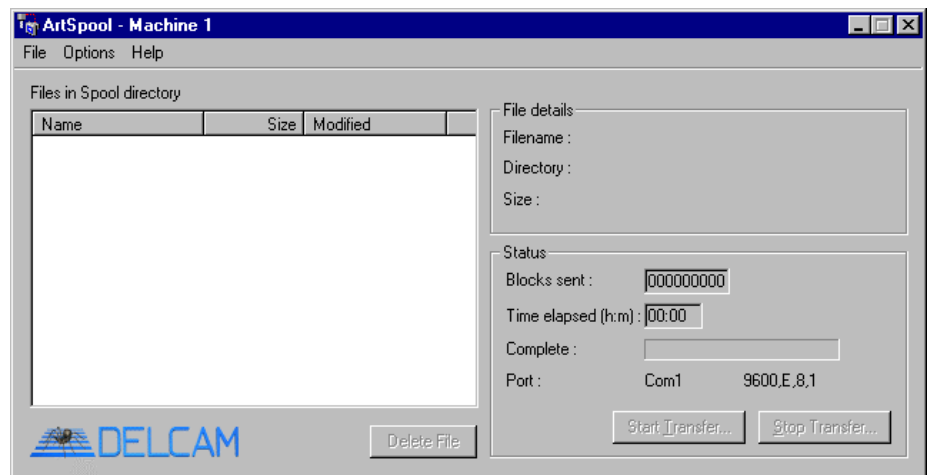 ArtSpool - Machine 1
File Options Help
Files in Spool directory
Name Size Modified
File details
Filename :
Directory :
Size :
Status
Blocks sent : 000000000
Time elapsed (h:m) : 00:00
Complete :
Port : Com1 9600,E,8,1
Start Transfer... Stop Transfer...
DELCAM
Delete File